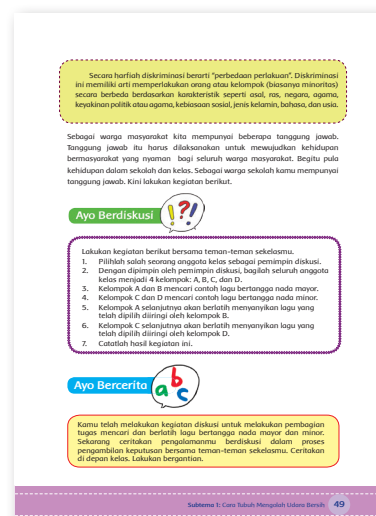 Secara harfiah diskriminasi berarti "perbedaan perlakuan". Diskriminasi
ini memiliki arti memperlakukan orang atau kelompok (biasanya minoritas)
secara berbeda berdasarkan karakteristik seperti asal, ras, negara, agama,
keyakinan politik atau agama, kebiasaan sosial, jenis kelamin, bahasa, dan usia.
Sebagai warga masyarakat kita mempunyai beberapa tanggung jawab.
Tanggung jawab itu harus dilaksanakan untuk mewujudkan kehidupan
bermasyarakat yang nyaman bagi seluruh warga masyarakat. Begitu pula
kehidupan dalam sekolah dan kelas. Sebagai warga sekolah kamu mempunyai
tanggung jawab. Kini lakukan kegiatan berikut.
Ayo Berdiskusi
!?!
Lakukan kegiatan berikut bersama teman-teman sekelasmu.
1. Pilihlah salah seorang anggota kelas sebagai pemimpin diskusi.
2. Dengan dipimpin oleh pemimpin diskusi, bagilah seluruh anggota
kelas menjadi 4 kelompok: A, B, C, dan D.
3. Kelompok A dan B mencari contoh lagu bertangga nada mayor.
4. Kelompok C dan D mencari contoh lagu bertangga nada minor.
5. Kelompok A selanjutnya akan berlatih menyanyikan lagu yang
telah dipilih diiringi oleh kelompok B.
6. Kelompok C selanjutnya akan berlatih menyanyikan lagu yang
telah dipilih diiringi oleh kelompok D.
7. Catatlah hasil kegiatan ini.
Ayo Bercerita
a b c
Kamu telah melakukan kegiatan diskusi untuk melakukan pembagian
tugas mencari dan berlatih lagu bertangga nada mayor dan minor.
Sekarang ceritakan pengalamanmu berdiskusi dalam proses
pengambilan keputusan bersama teman-teman sekelasmu. Ceritakan
di depan kelas. Lakukan bergantian.
Subtema 1: Cara Tubuh Mengolah Udara Bersih 49